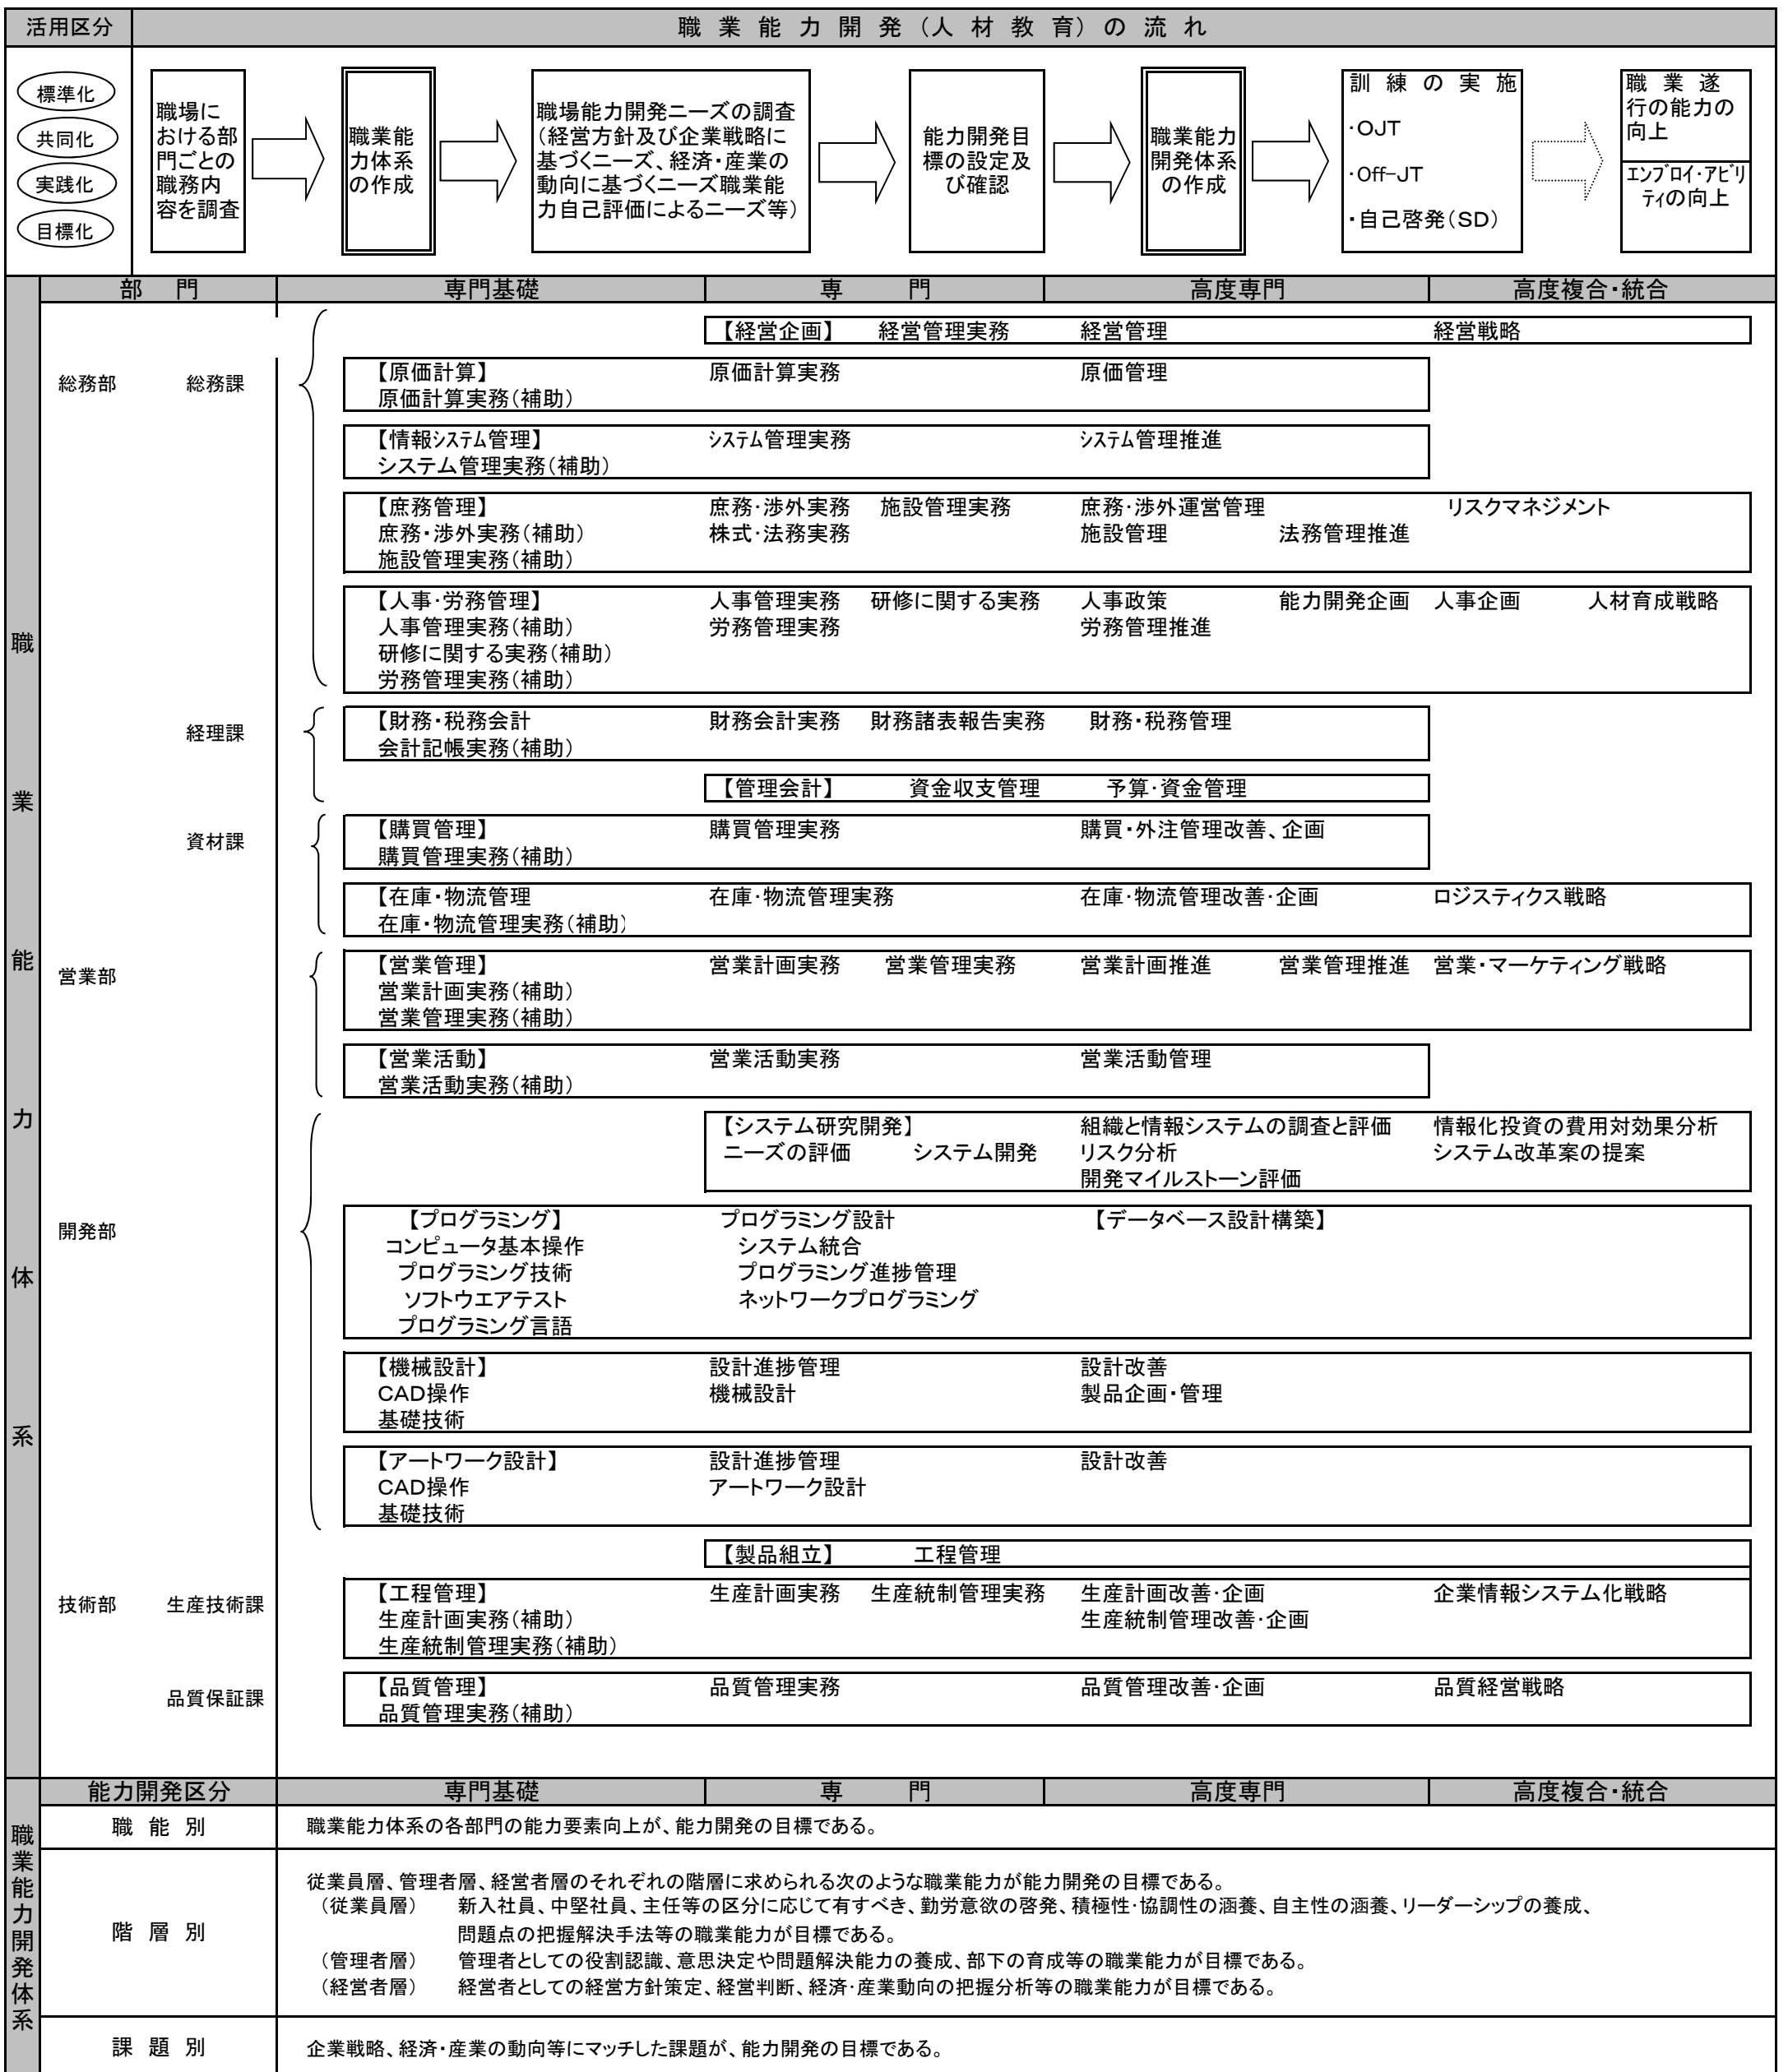 活用区分
職業能力開発（人材教育）の流れ
標準化
共同化
実践化
目標化
職場に
おける部
門ごとの
職務内
容を調査
職業能
力体系
の作成
職場能力開発ニーズの調査
（経営方針及び企業戦略に
基づくニーズ、経済・産業の
動向に基づくニーズ職業能
力自己評価によるニーズ等）
能力開発目
標の設定及
び確認
職業能力
開発体系
の作成
訓練の実施
・OJT
・Off-JT
・自己啓発（SD）
職業遂
行の能力の
向上
エンプロイ・アビリ
ティの向上
職業能力体系
部門 専門基礎 専門 高度専門 高度複合・統合
【経営企画】 経営管理実務 経営管理 経営戦略
総務部 総務課
【原価計算】 原価計算実務 原価管理
原価計算実務（補助）
【情報システム管理】 システム管理実務 システム管理推進
システム管理実務（補助）
【庶務管理】 庶務・渉外実務 施設管理実務 庶務・渉外運営管理 リスクマネジメント
庶務・渉外実務（補助） 株式・法務実務 施設管理 法務管理推進
施設管理実務（補助）
【人事・労務管理】 人事管理実務 研修に関する実務 人事政策 能力開発企画 人事企画 人材育成戦略
人事管理実務（補助） 労務管理実務 労務管理推進
研修に関する実務（補助）
労務管理実務（補助）
経理課
【財務・税務会計 財務会計実務 財務諸表報告実務 財務・税務管理
会計記帳実務（補助）
【管理会計】 資金収支管理 予算・資金管理
資材課
【購買管理】 購買管理実務 購買・外注管理改善、企画
購買管理実務（補助）
【在庫・物流管理 在庫・物流管理実務 在庫・物流管理改善・企画 ロジスティクス戦略
在庫・物流管理実務（補助）
営業部
【営業管理】 営業計画実務 営業管理実務 営業計画推進 営業管理推進 営業・マーケティング戦略
営業計画実務（補助）
営業管理実務（補助）
【営業活動】 営業活動実務 営業活動管理
営業活動実務（補助）
【システム研究開発】 組織と情報システムの調査と評価 情報化投資の費用対効果分析
ニーズの評価 システム開発 リスク分析 システム改革案の提案
開発マイルストーン評価
開発部
【プログラミング】 プログラミング設計 【データベース設計構築】
コンピュータ基本操作 システム統合
プログラミング技術 プログラミング進捗管理
ソフトウエアテスト ネットワークプログラミング
プログラミング言語
【機械設計】 設計進捗管理 設計改善
CAD操作 機械設計 製品企画・管理
基礎技術
【アートワーク設計】 設計進捗管理 設計改善
CAD操作 アートワーク設計
基礎技術
【製品組立】 工程管理
技術部 生産技術課
【工程管理】 生産計画実務 生産統制管理実務 生産計画改善・企画 企業情報システム化戦略
生産計画実務（補助） 生産統制管理改善・企画
生産統制管理実務（補助）
品質保証課
【品質管理】 品質管理実務 品質管理改善・企画 品質経営戦略
品質管理実務（補助）
職業能力開発体系
能力開発区分 専門基礎 専門 高度専門 高度複合・統合
職能別 職業能力体系の各部門の能力要素向上が、能力開発の目標である。
階層別
従業員層、管理者層、経営者層のそれぞれの階層に求められる次のような職業能力が能力開発の目標である。
（従業員層） 新入社員、中堅社員、主任等の区分に応じて有すべき、勤労意欲の啓発、積極性・協調性の涵養、自主性の涵養、リーダーシップの養成、
問題点の把握解決手法等の職業能力が目標である。
（管理者層） 管理者としての役割認識、意思決定や問題解決能力の養成、部下の育成等の職業能力が目標である。
（経営者層） 経営者としての経営方針策定、経営判断、経済・産業動向の把握分析等の職業能力が目標である。
課題別 企業戦略、経済・産業の動向等にマッチした課題が、能力開発の目標である。